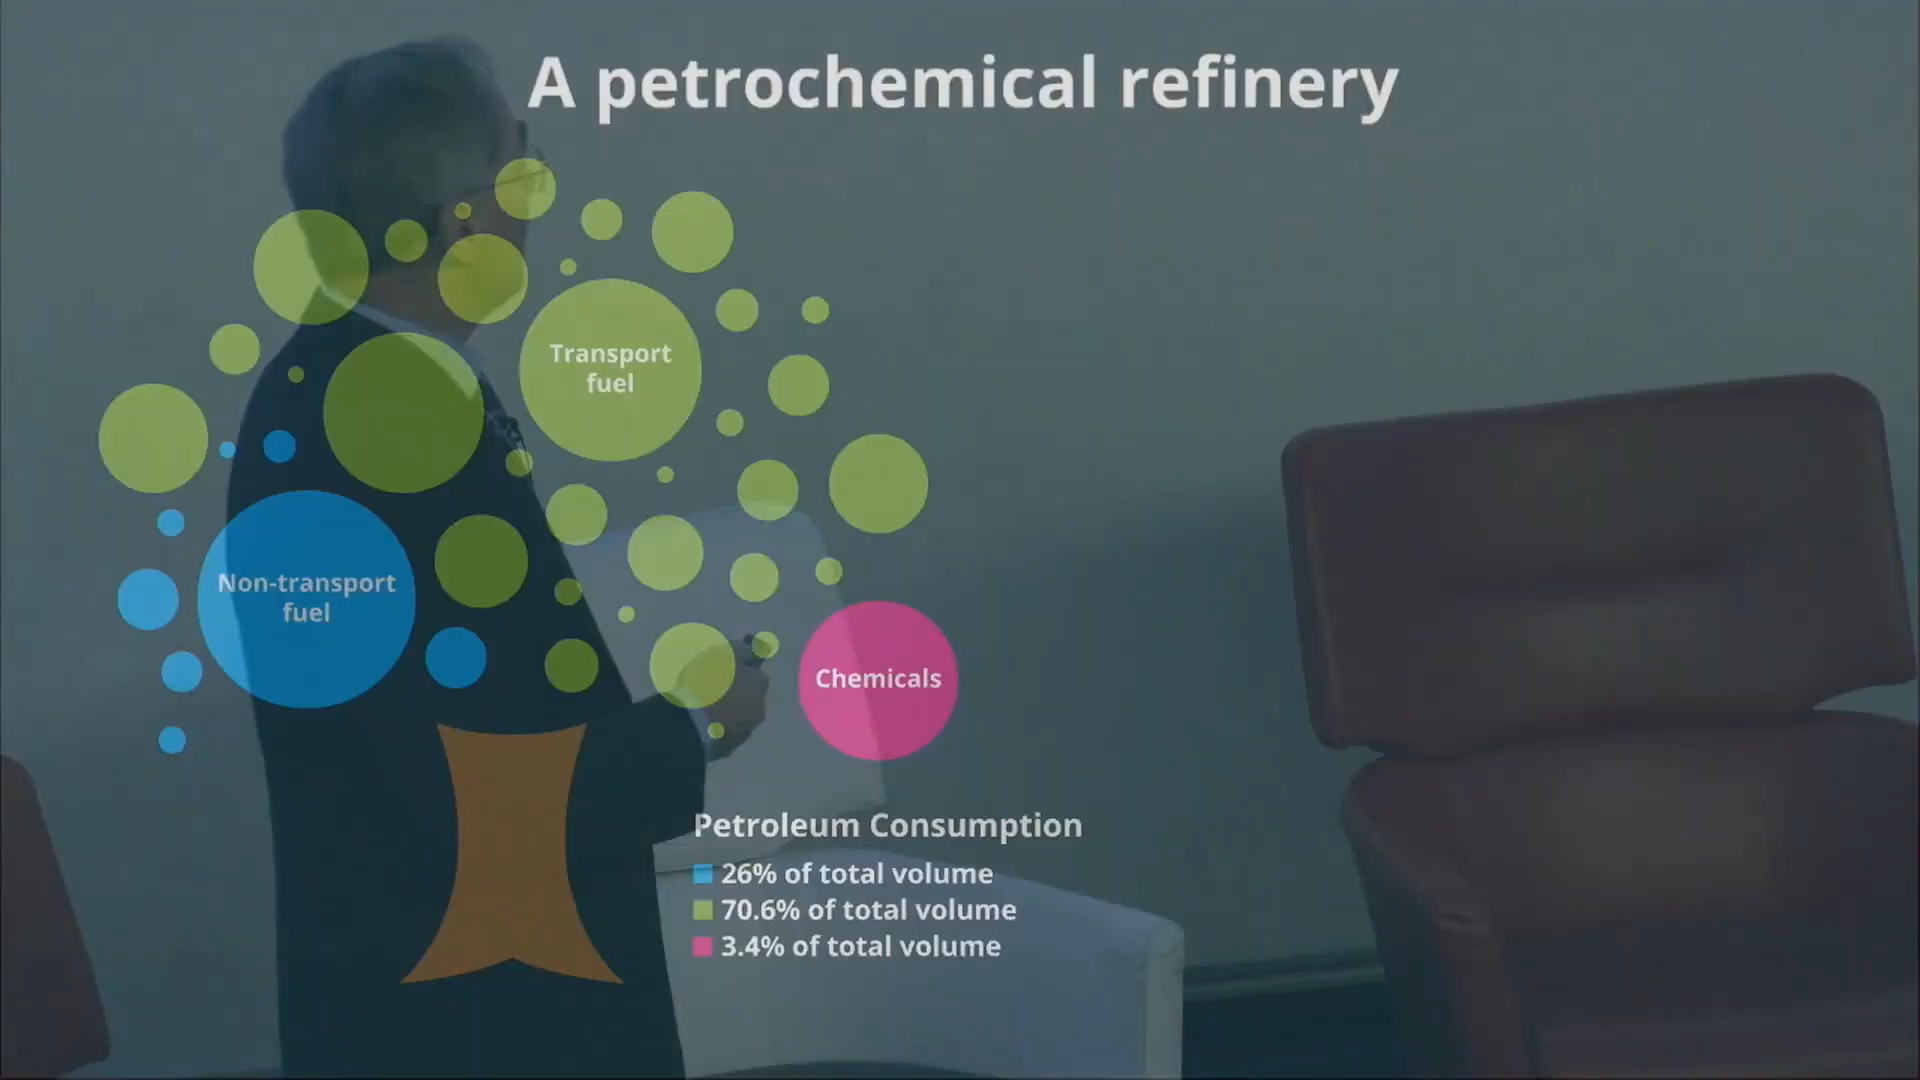 A petrochemical refinery
Transport
fuel
Non-transport
fuel
Chemicals
Petroleum Consumption
26% of total volume
70.6% of total volume
3.4% of total volume